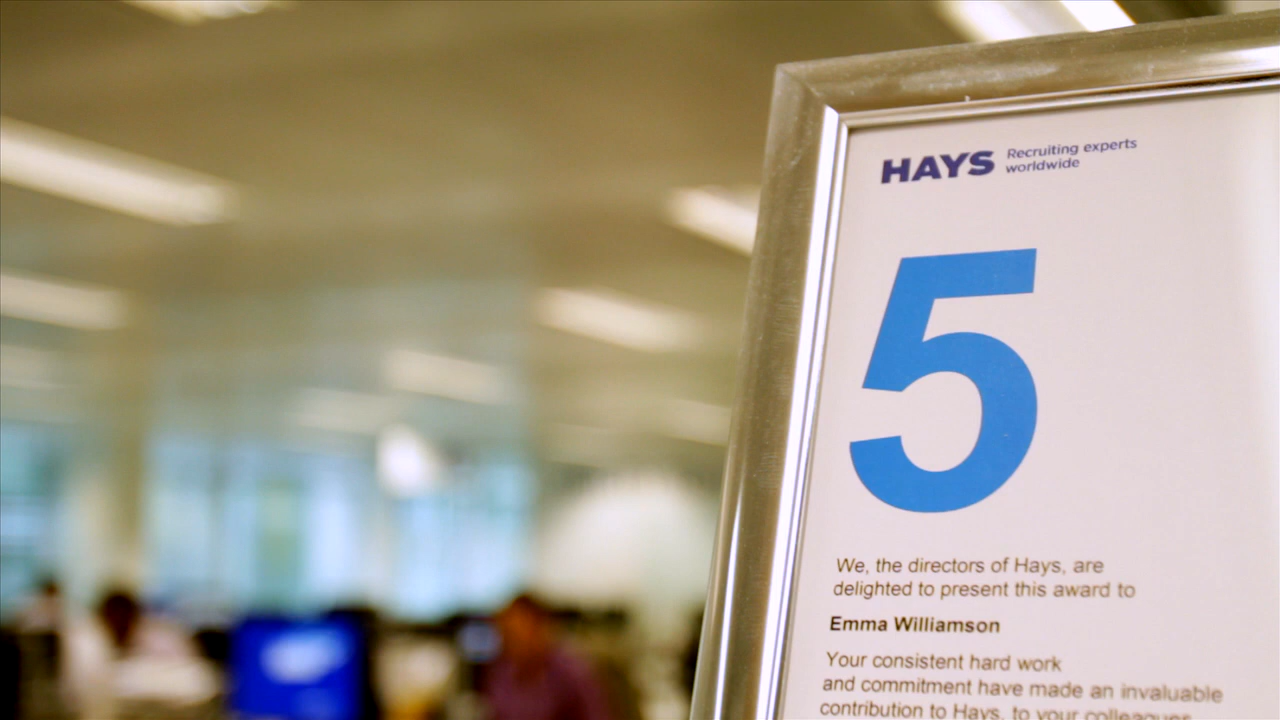 HAYS Recruiting experts
worldwide
5
We, the directors of Hays, are
delighted to present this award to
Emma Williamson
Your consistent hard work
and commitment have made an invaluable
contribution to Hays, to your colleagues